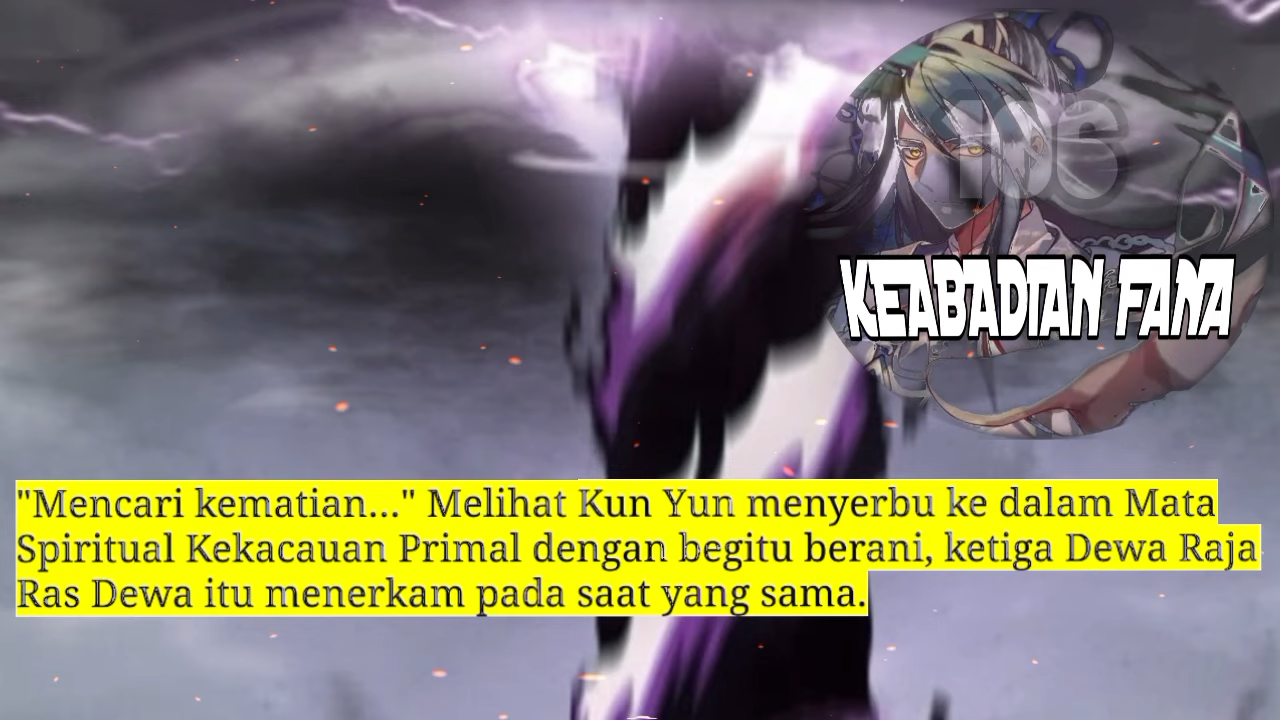 106
KEABADIAN FANA
"Mencari kematian..." Melihat Kun Yun menyerbu ke dalam Mata
Spiritual Kekacauan Primal dengan begitu berani, ketiga Dewa Raja
Ras Dewa itu menerkam pada saat yang sama.